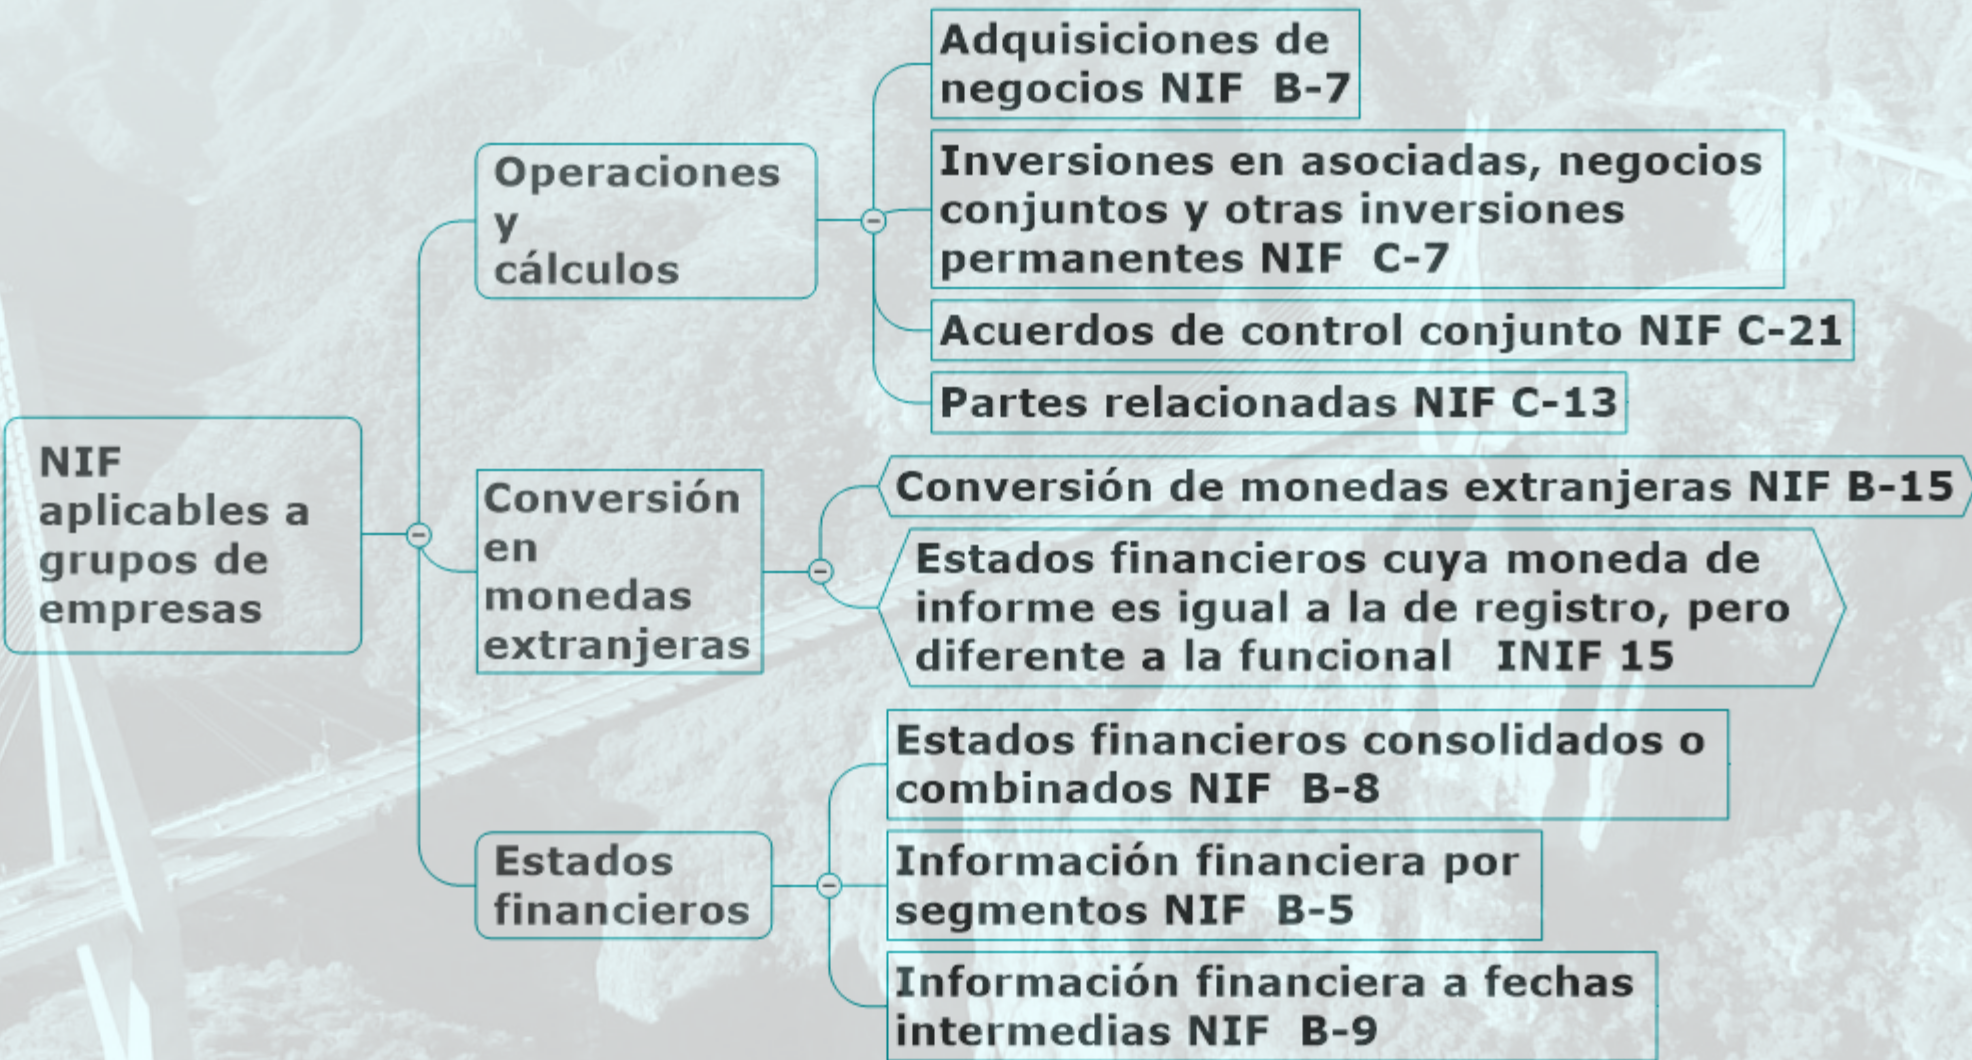 NIF
aplicables a
grupos de
empresas
Operaciones
y
cálculos
Adquisiciones de
negocios NIF  B-7
Inversiones en asociadas, negocios
conjuntos y otras inversiones
permanentes NIF  C-7
Acuerdos de control conjunto NIF C-21
Partes relacionadas NIF C-13
Conversión
en
monedas
extranjeras
Conversión de monedas extranjeras NIF B-15
Estados financieros cuya moneda de
informe es igual a la de registro, pero
diferente a la funcional   INIF 15
Estados
financieros
Estados financieros consolidados o
combinados NIF  B-8
Información financiera por
segmentos NIF  B-5
Información financiera a fechas
intermedias NIF  B-9